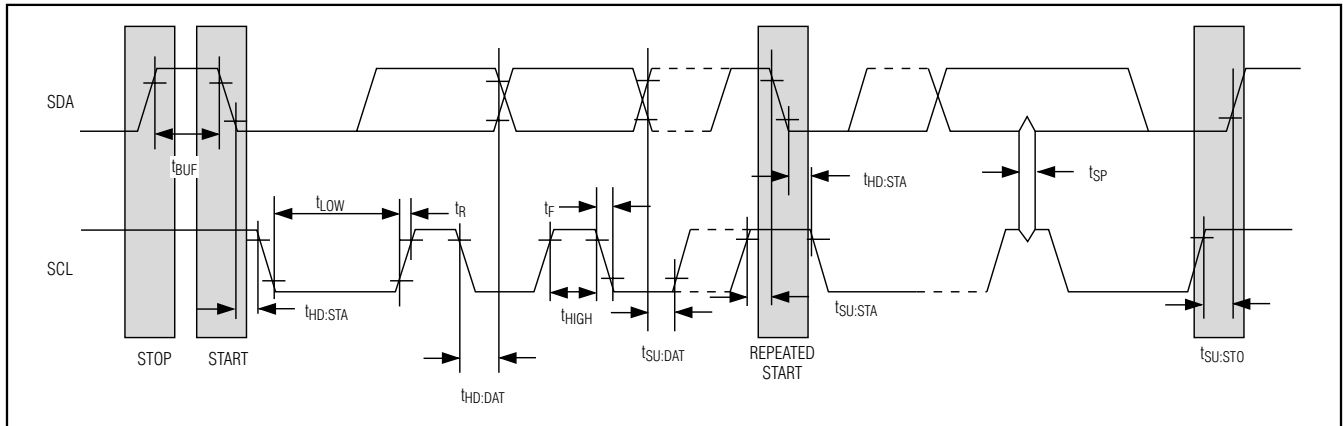 SDA
tBUF
tHD:STA
tSP
tLOW
tR
tF
SCL
tHD:STA
tHIGH
tSU:STA
tSU:DAT
tSU:STO
STOP
START
REPEATED
START
tHD:DAT